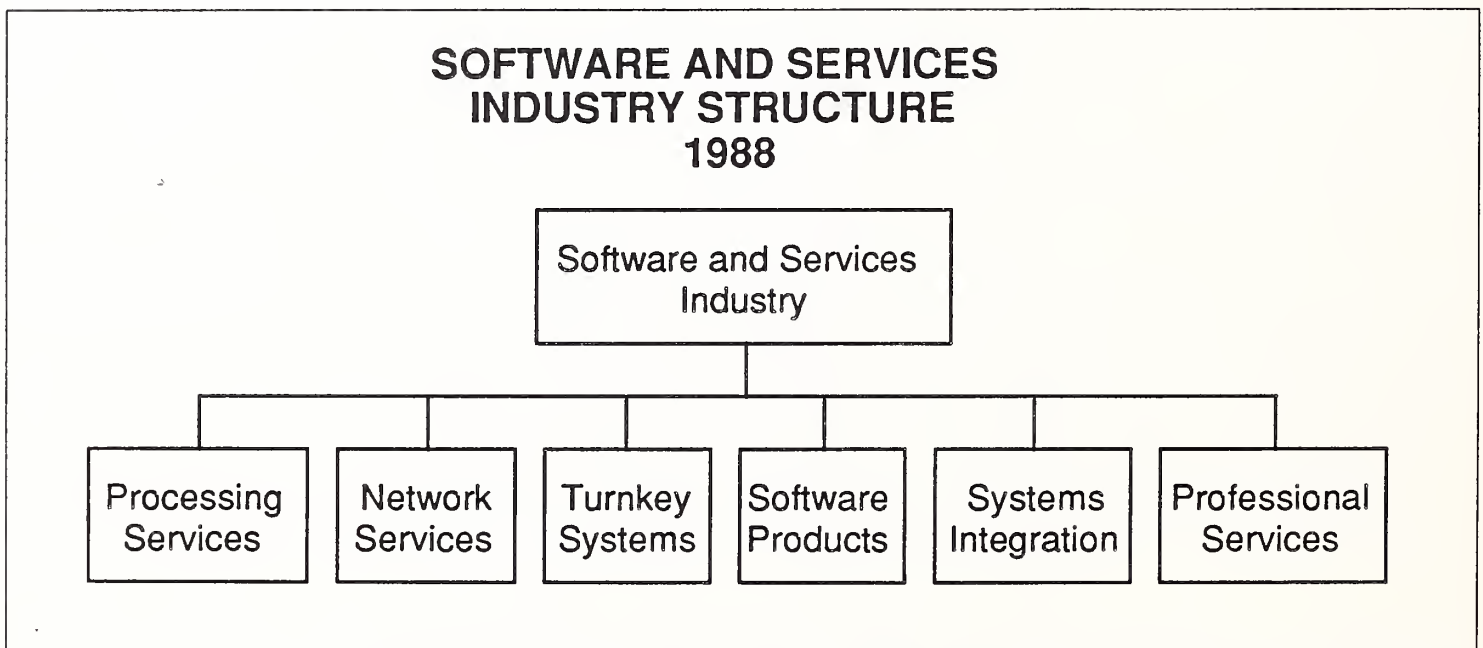 SOFTWARE AND SERVICES
INDUSTRY STRUCTURE
1988
Software and Services
Industry
Processing
Services
Network
Services
Turnkey
Systems
Software
Products
Systems
Integration
Professional
Services